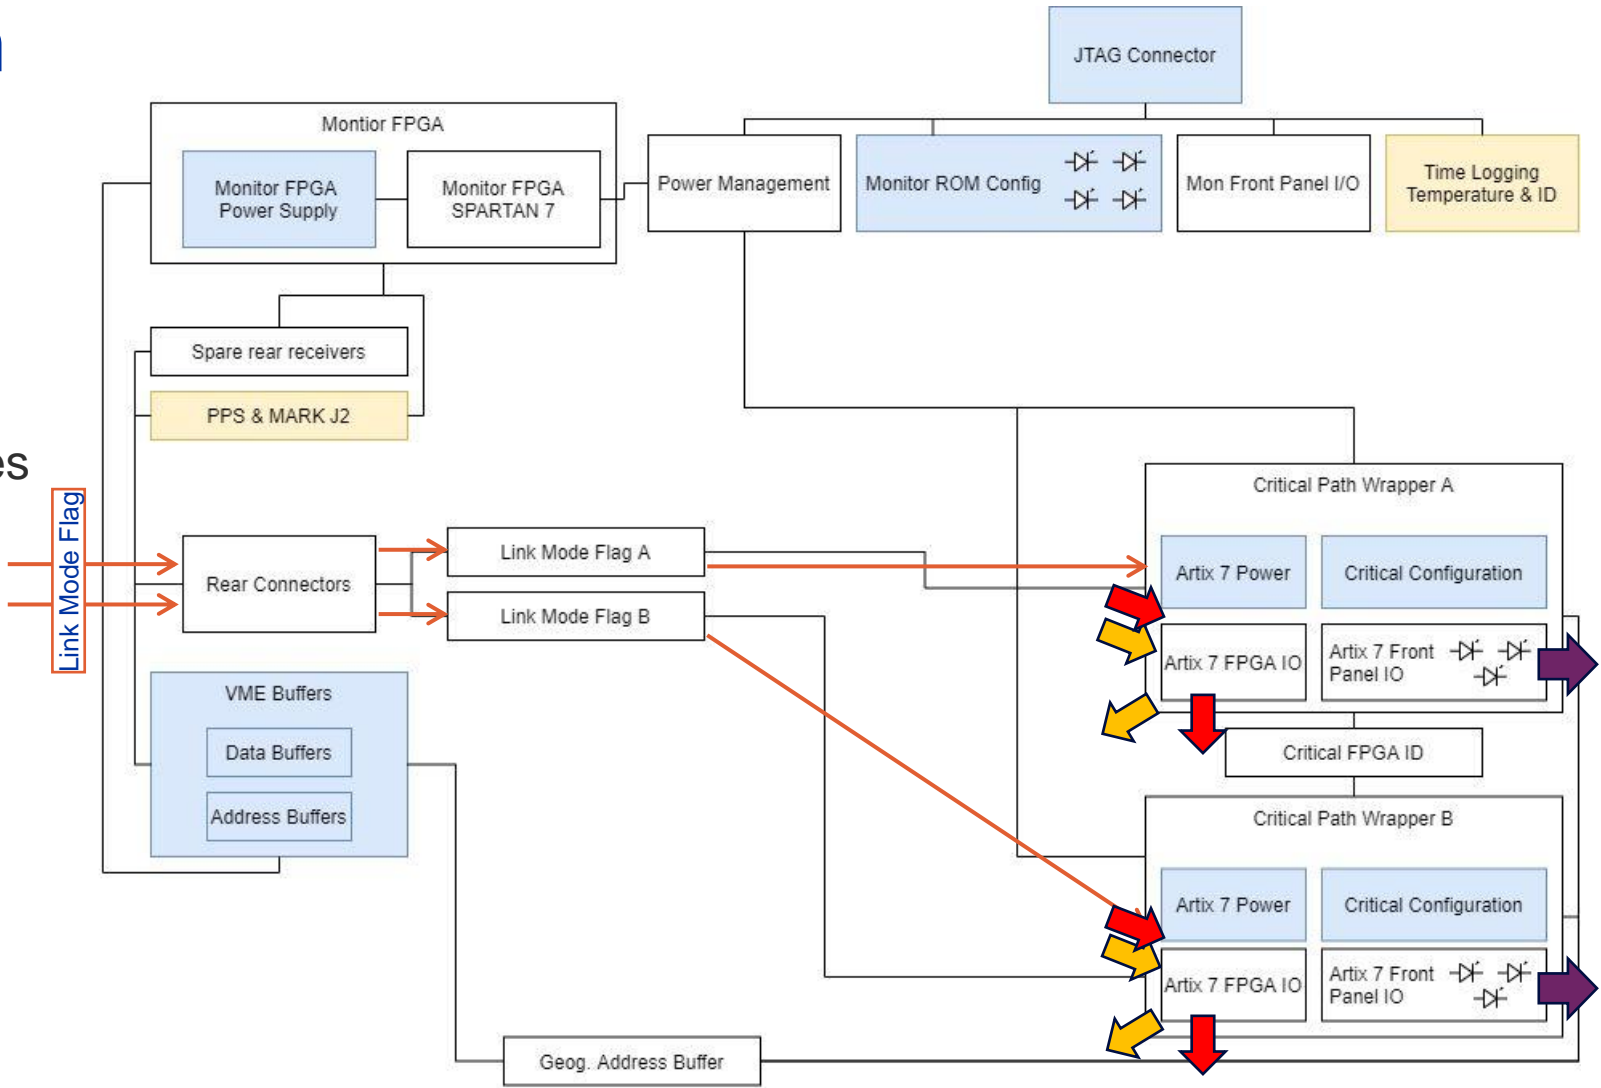 n
JTAG Connector
Montior FPGA
Monitor FPGA
Power Supply
Monitor FPGA
SPARTAN 7
Power Management
Monitor ROM Config
Mon Front Panel I/O
Time Logging
Temperature & ID
Spare rear receivers
PPS & MARK J2
es
Link Mode Flag
Rear Connectors
Link Mode Flag A
Link Mode Flag B
Critical Path Wrapper A
Artix 7 Power
Critical Configuration
Artix 7 FPGA IO
Artix 7 Front
Panel IO
VME Buffers
Data Buffers
Address Buffers
Critical FPGA ID
Critical Path Wrapper B
Artix 7 Power
Critical Configuration
Artix 7 FPGA IO
Artix 7 Front
Panel IO
Geog. Address Buffer